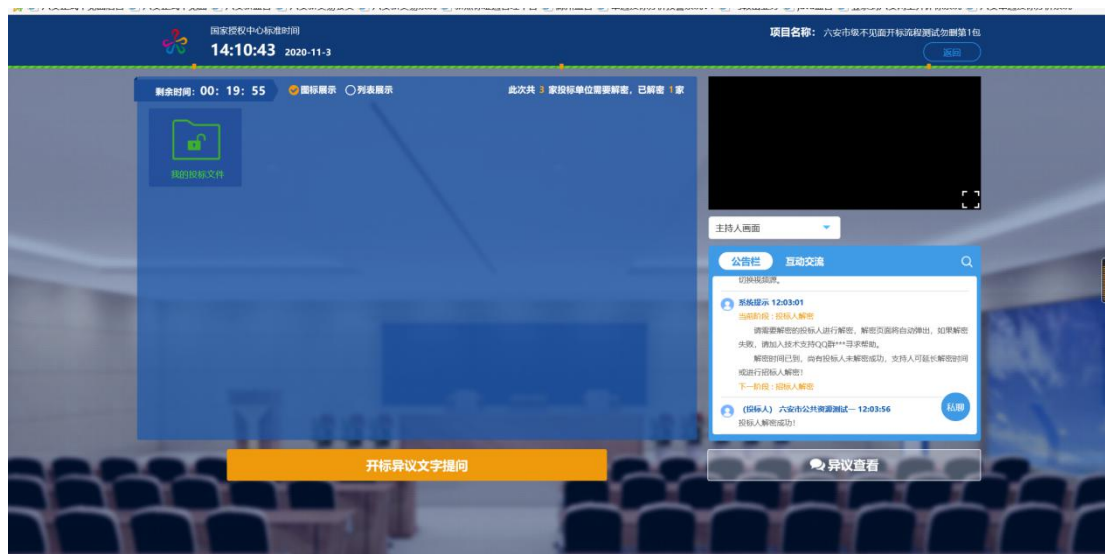 国家授权中心标准时间
14:10:43 2020-11-3
项目名称： 六安市级不见面开标流程测试勿删第1包
返回
剩余时间：00：19：55
图标展示
列表展示
此次共 3 家投标单位需要解密，已解密 1 家
我的投标文件
主持人画面
公告栏
互动交流
切换视频源。
系统提示 12:03:01
当前阶段：投标人解密
请需要解密的投标人进行解密，解密页面将自动弹出，如果解密
失败，请加入技术支持QQ群***寻求帮助。
解密时间已到，尚有投标人未解密成功，支持人可延长解密时间
或进行招标人解密！
下一阶段：招标人解密
（投标人） 六安市公共资源测试一 12:03:56
投标人解密成功！
私聊
开标异议文字提问
异议查看